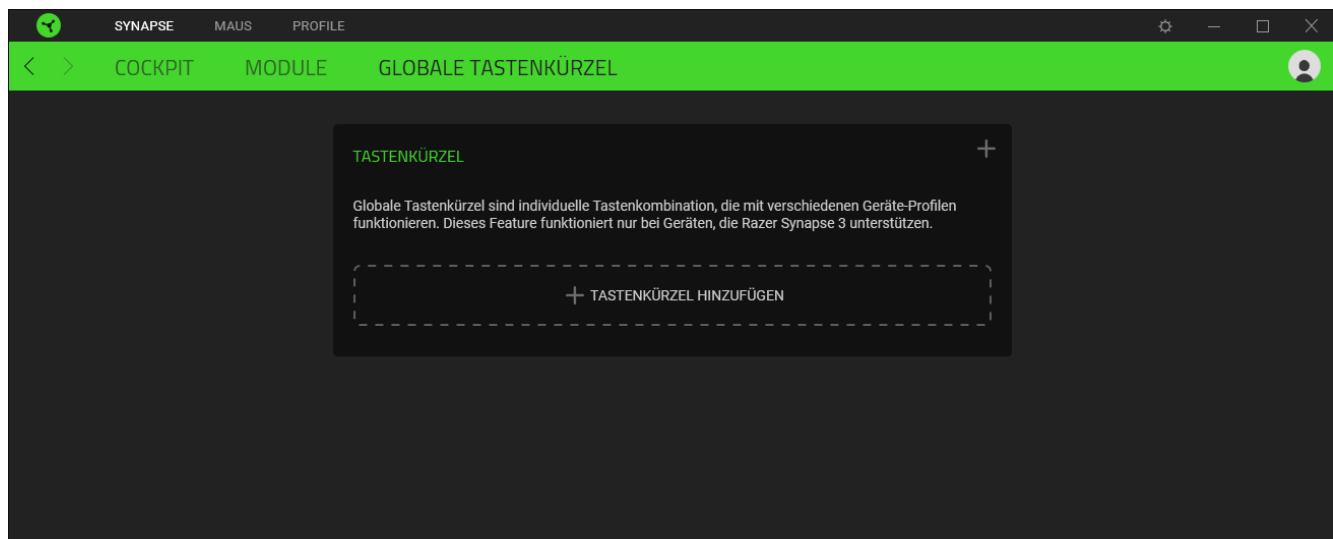 SYNAPSE MAUS PROFILE
COCKPIT MODULE GLOBALE TASTENKÜRZEL
TASTENKÜRZEL
Globale Tastenkürzel sind individuelle Tastenkombination, die mit verschiedenen Geräte-Profilen
funktionieren. Dieses Feature funktioniert nur bei Geräten, die Razer Synapse 3 unterstützen.
TASTENKÜRZEL HINZUFÜGEN